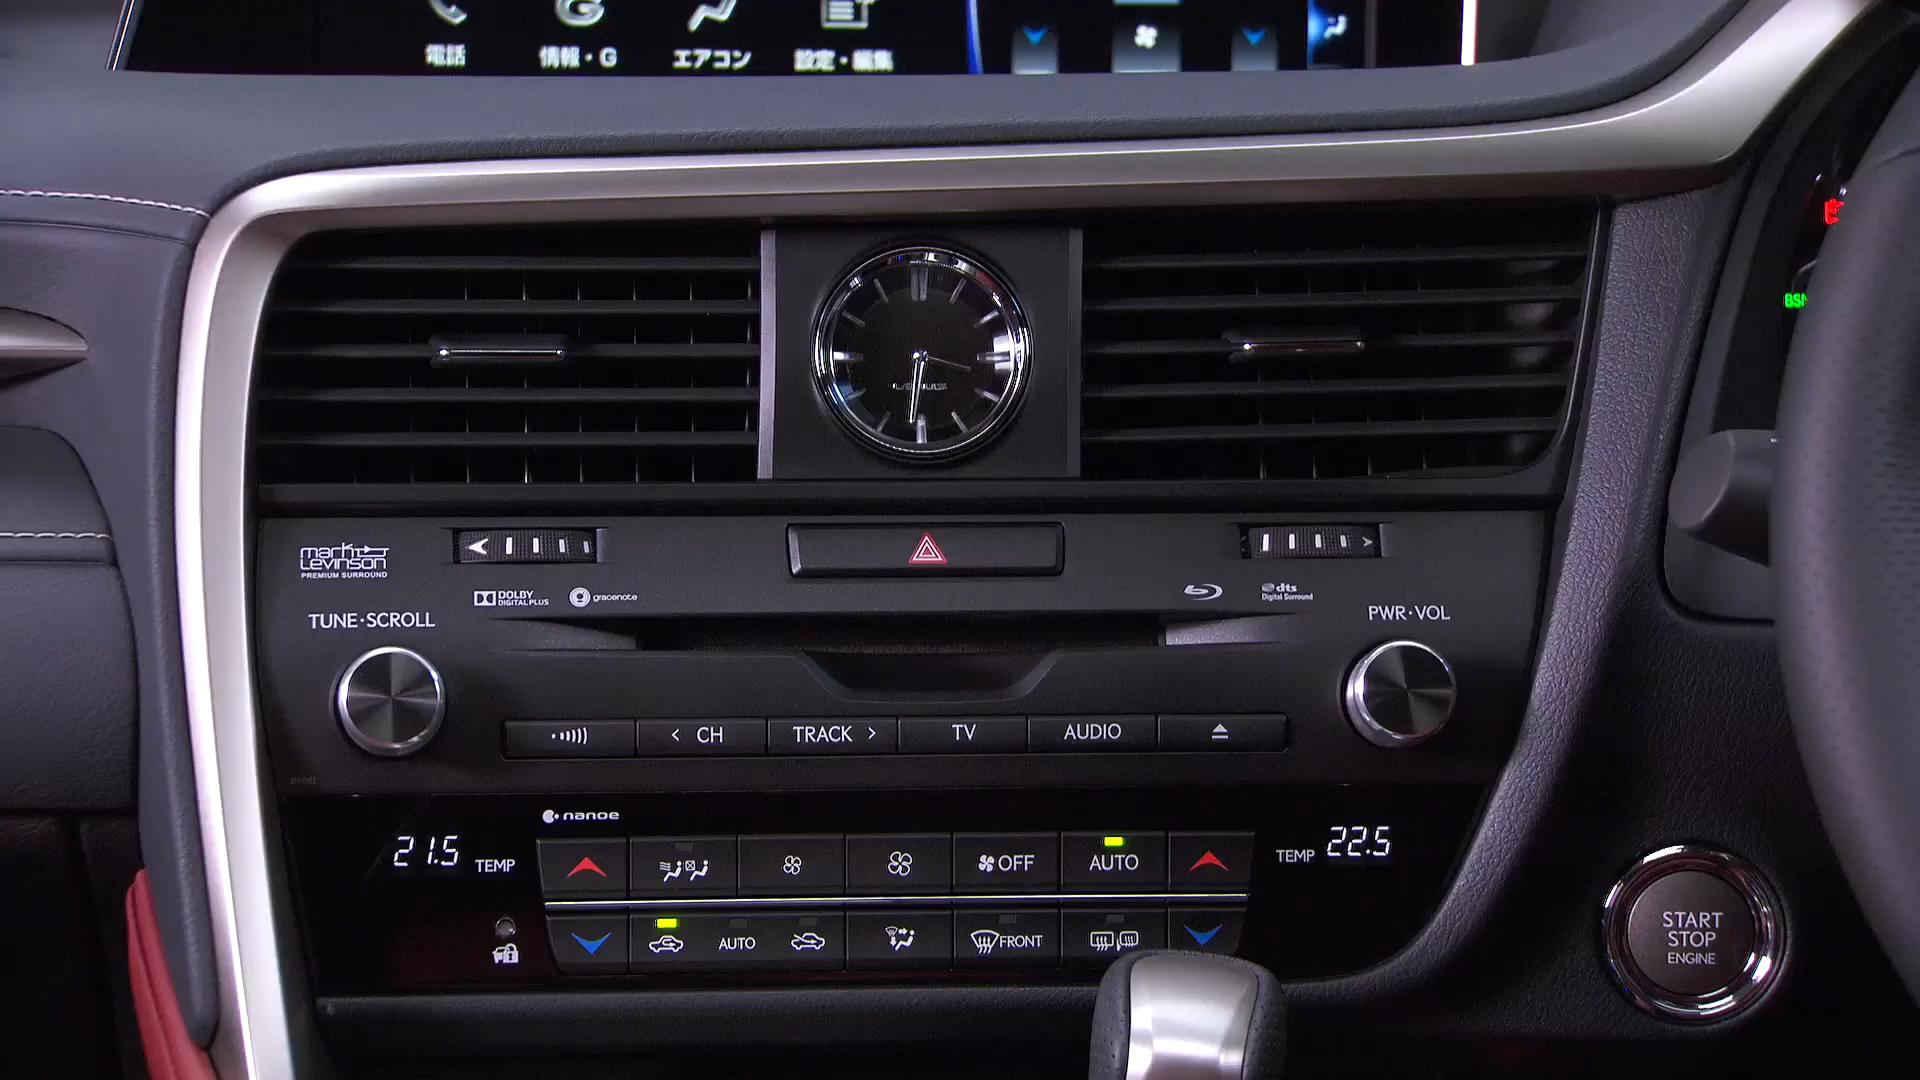 電話 情報・G エアコン 設定・編集
BSM
LEXUS
mark Levinson
PREMIUM SURROUND
DOLBY
DIGITAL PLUS
gracenote
dts
Digital Surround
TUNE・SCROLL
PWR・VOL
< CH TRACK > TV AUDIO
nanoe
21.5 TEMP
OFF AUTO
TEMP 22.5
AUTO FRONT
START
STOP
ENGINE